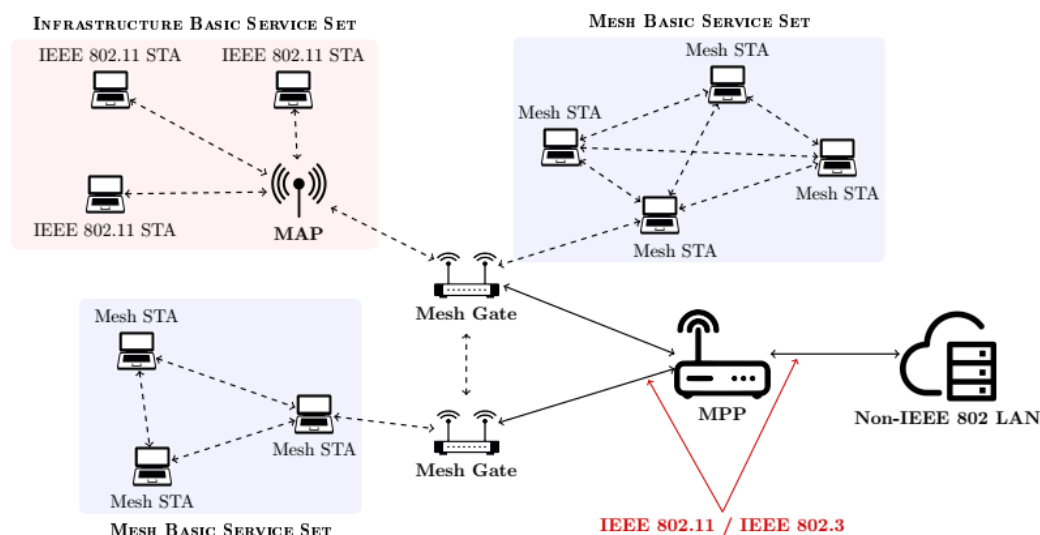 INFRASTRUCTURE BASIC SERVICE SET
IEEE 802.11 STA
IEEE 802.11 STA
IEEE 802.11 STA
MAP
MESH BASIC SERVICE SET
Mesh STA
Mesh STA
Mesh STA
Mesh STA
Mesh Gate
Mesh STA
Mesh STA
Mesh STA
MESH BASIC SERVICE SET
Mesh Gate
MPP
Non-IEEE 802 LAN
IEEE 802.11 / IEEE 802.3